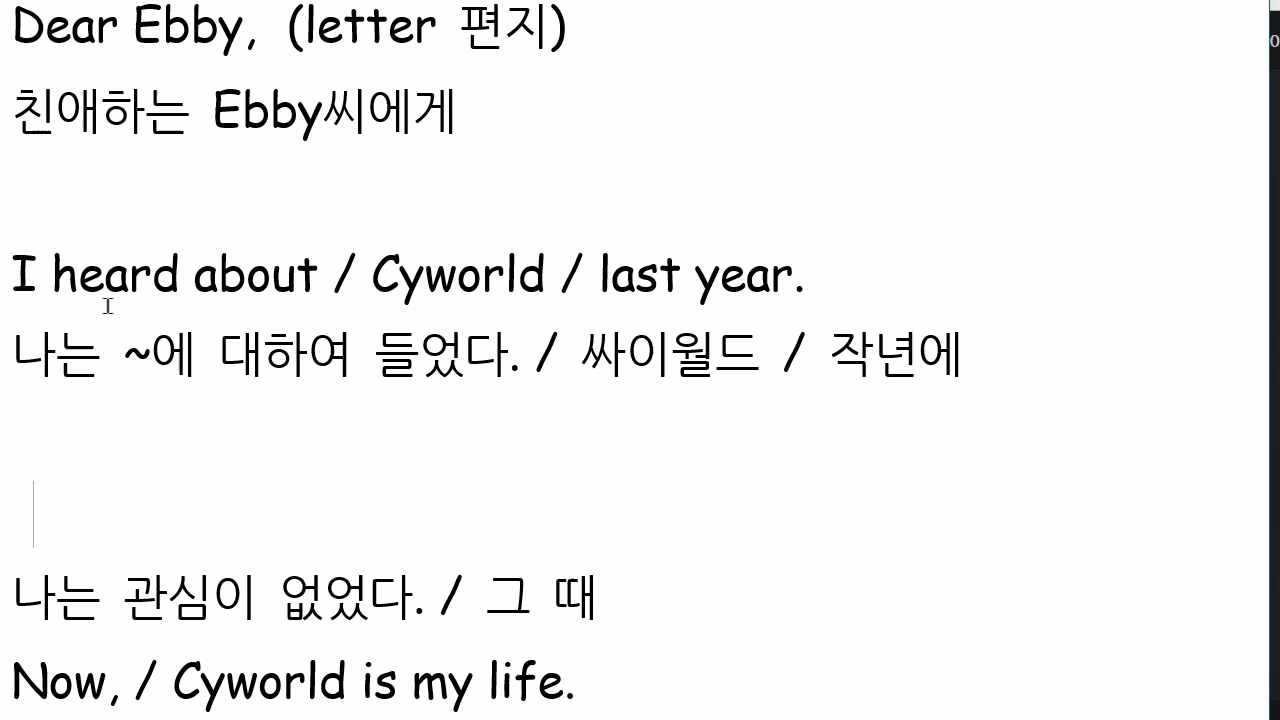 Dear Ebby, (letter 편지)
친애하는 Ebby씨에게
I heard about / Cyworld / last year.
나는 ~에 대하여 들었다. / 싸이월드 / 작년에
나는 관심이 없었다. / 그 때
Now, / Cyworld is my life.